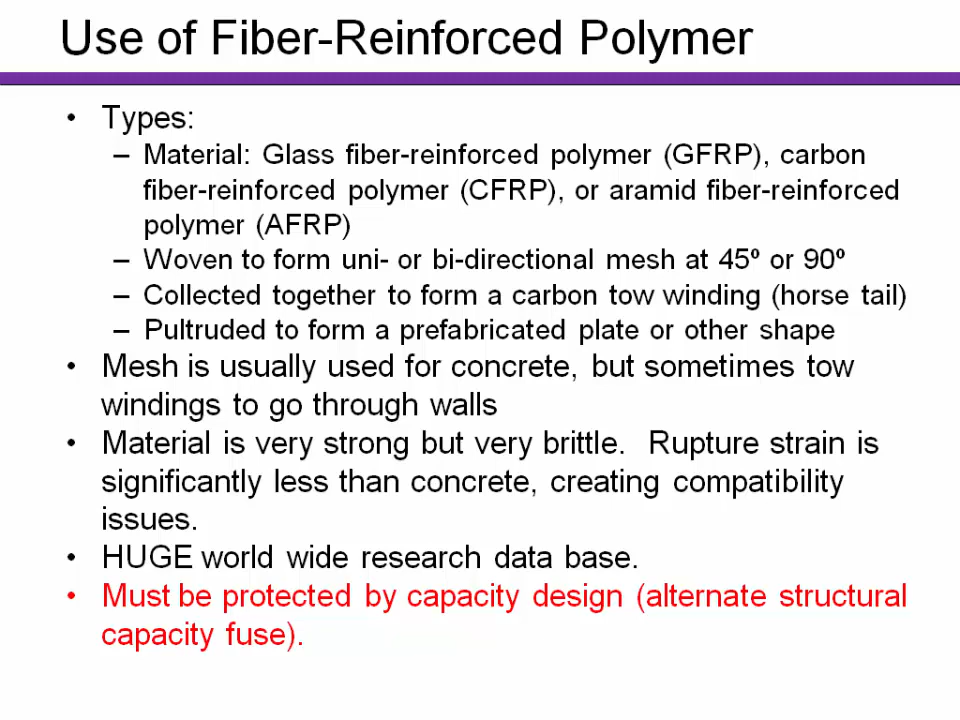 Use of Fiber-Reinforced Polymer
• Types:
– Material: Glass fiber-reinforced polymer (GFRP), carbon
fiber-reinforced polymer (CFRP), or aramid fiber-reinforced
polymer (AFRP)
– Woven to form uni- or bi-directional mesh at 45º or 90º
– Collected together to form a carbon tow winding (horse tail)
– Pultruded to form a prefabricated plate or other shape
• Mesh is usually used for concrete, but sometimes tow
windings to go through walls
• Material is very strong but very brittle.  Rupture strain is
significantly less than concrete, creating compatibility
issues.
• HUGE world wide research data base.
• Must be protected by capacity design (alternate structural
capacity fuse).